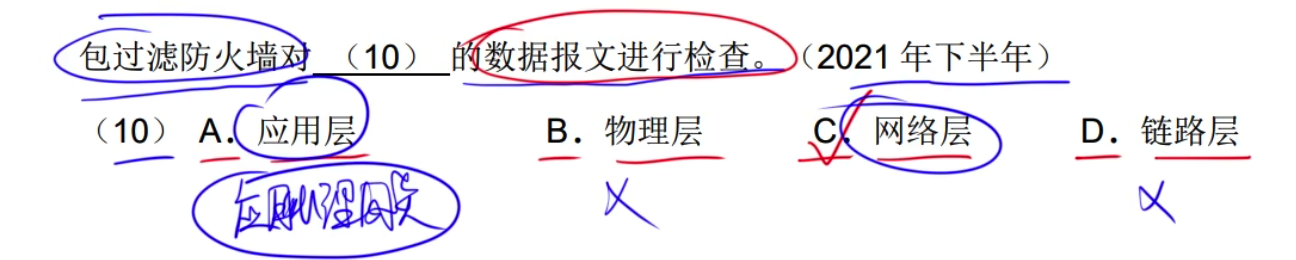 包过滤防火墙对 （10） 的数据报文进行检查。（2021 年下半年）
（10） A. 应用层 B. 物理层 C. 网络层 D. 链路层
应用代理网关